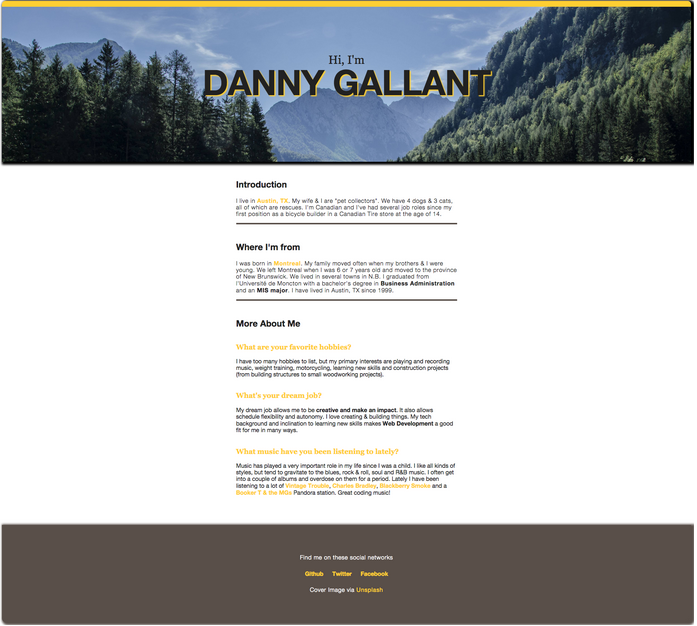 Hi, I'm
DANNY GALLANT
Introduction
I live in Austin, TX. My wife & I are "pet collectors". We have 4 dogs & 3 cats,
all of which are rescues. I'm Canadian and I've had several job roles since my
first position as a bicycle builder in a Canadian Tire store at the age of 14.
Where I'm from
I was born in Montreal. My family moved often when my brothers & I were
young. We left Montreal when I was 6 or 7 years old and moved to the province
of New Brunswick. We lived in several towns in N.B. I graduated from
l'Université de Moncton with a bachelor's degree in Business Administration
and an MIS major. I have lived in Austin, TX since 1999.
More About Me
What are your favorite hobbies?
I have too many hobbies to list, but my primary interests are playing and recording
music, weight training, motorcycling, learning new skills and construction projects
(from building structures to small woodworking projects).
What's your dream job?
My dream job allows me to be creative and make an impact. It also allows
schedule flexibility and autonomy. I love creating & building things. My tech
background and inclination to learning new skills makes Web Development a good
fit for me in many ways.
What music have you been listening to lately?
Music has played a very important role in my life since I was a child. I like all kinds of
styles, but tend to gravitate to the blues, rock & roll, soul and R&B music. I often get
into a couple of albums and overdose on them for a period. Lately I have been
listening to a lot of Vintage Trouble, Charles Bradley, Blackberry Smoke and a
Booker T & the MGs Pandora station. Great coding music!
Find me on these social networks
Github Twitter Facebook
Cover Image via Unsplash